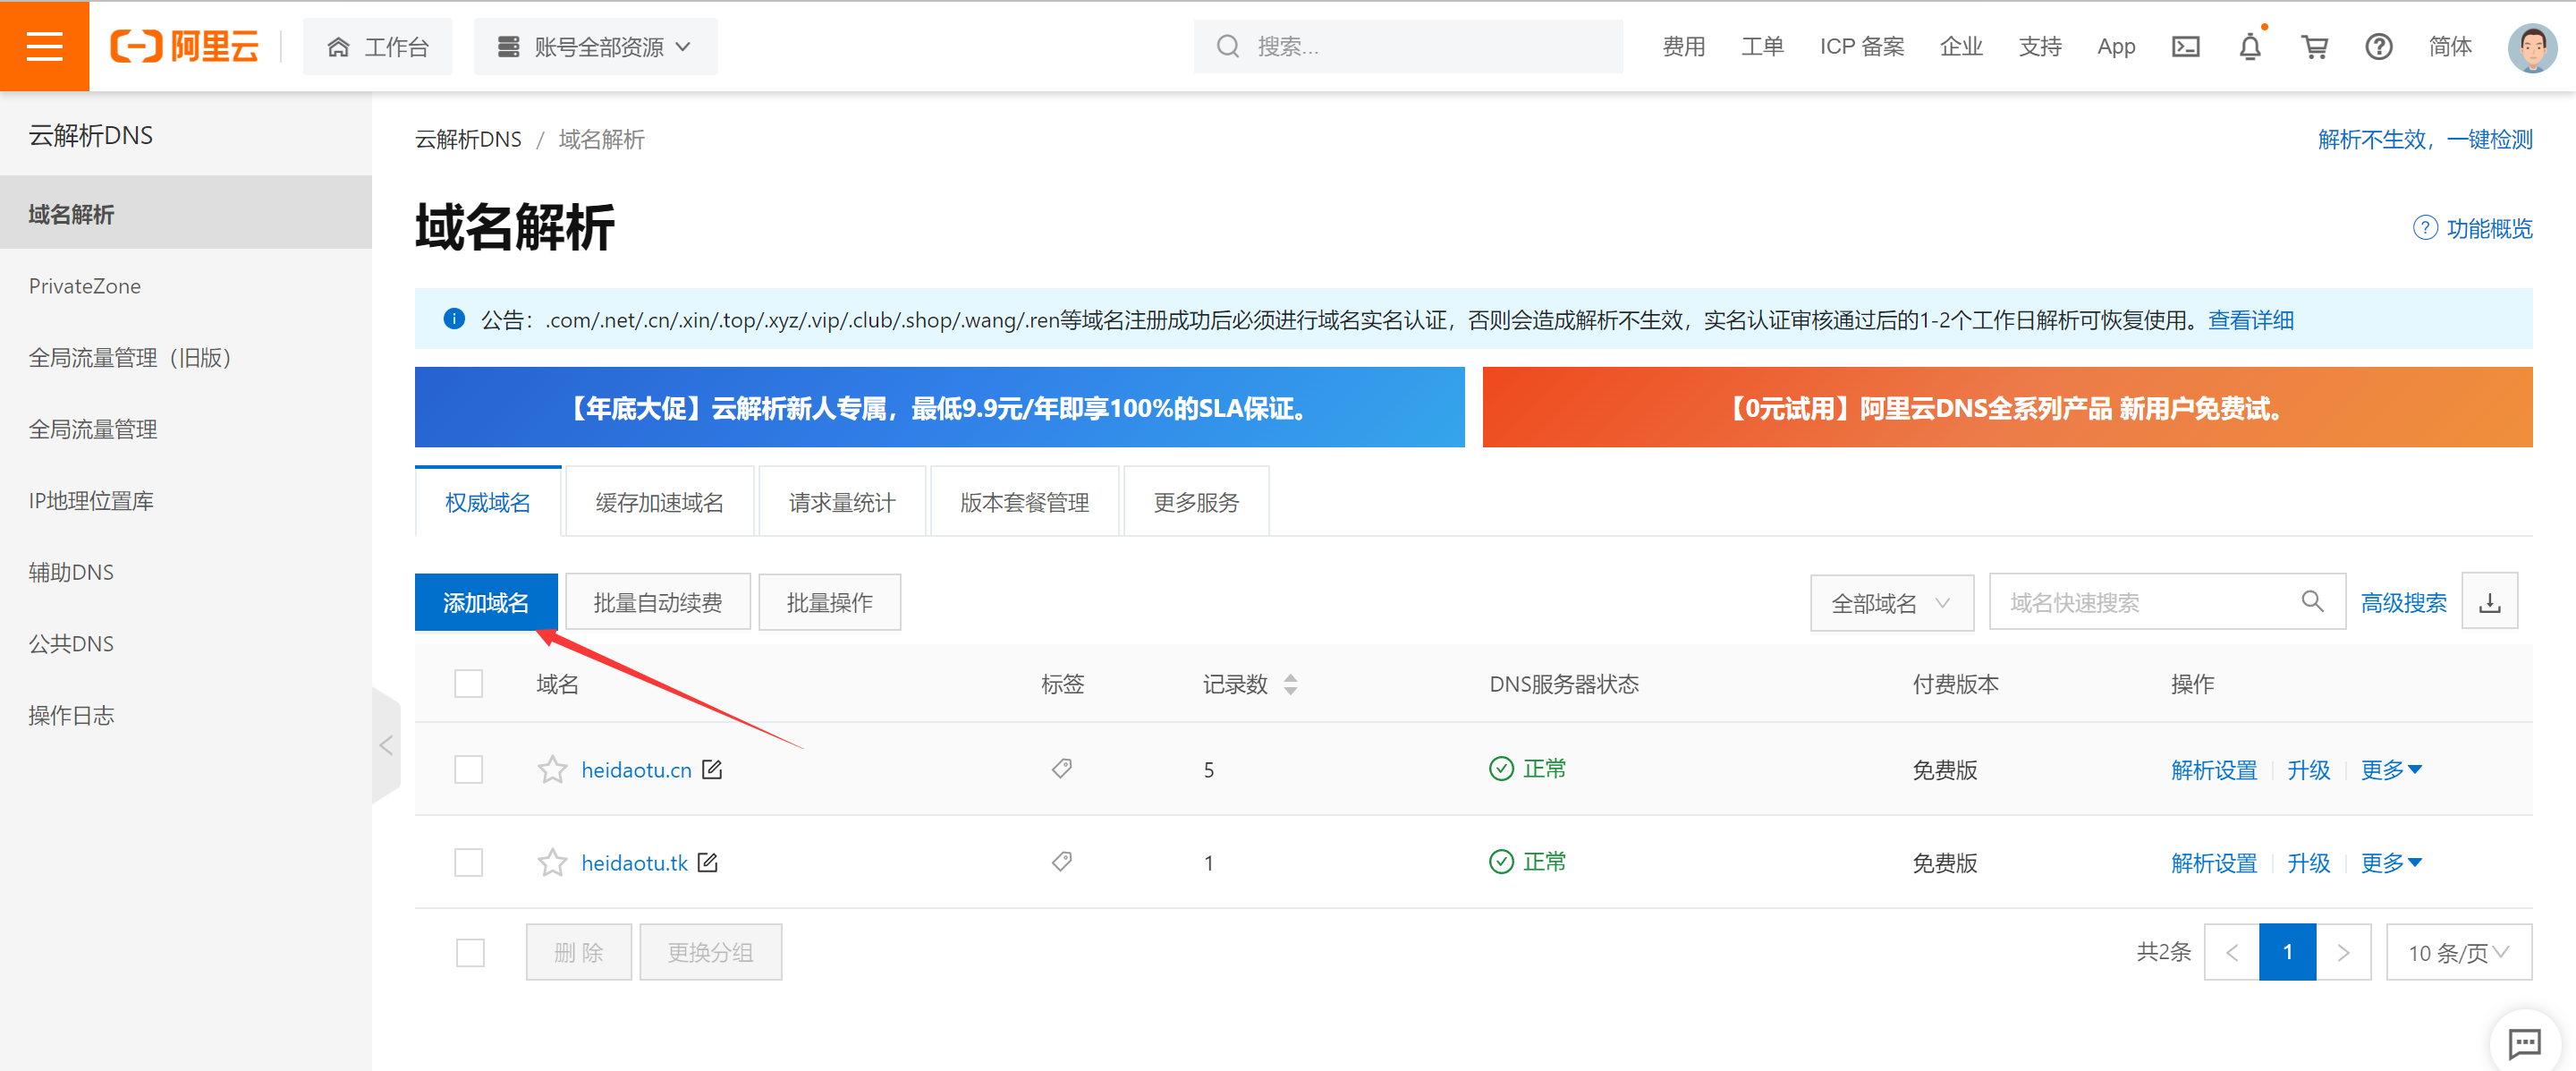 阿里云 工作台 账号全部资源 搜索... 费用 工单 ICP 备案 企业 支持 App 简体
云解析DNS
域名解析
PrivateZone
全局流量管理（旧版）
全局流量管理
IP地理位置库
辅助DNS
公共DNS
操作日志
云解析DNS / 域名解析 解析不生效，一键检测
域名解析 功能概览
公告：.com/.net/.cn/.xin/.top/.xyz/.vip/.club/.shop/.wang/.ren等域名注册成功后必须进行域名实名认证，否则会造成解析不生效，实名认证审核通过后的1-2个工作日解析可恢复使用。查看详细
【年底大促】云解析新人专属，最低9.9元/年即享100%的SLA保证。 【0元试用】阿里云DNS全系列产品 新用户免费试。
权威域名 缓存加速域名 请求量统计 版本套餐管理 更多服务
添加域名 批量自动续费 批量操作 全部域名 域名快速搜索 高级搜索
域名 标签 记录数 DNS服务器状态 付费版本 操作
heidaotu.cn 5 正常 免费版 解析设置 升级 更多
heidaotu.tk 1 正常 免费版 解析设置 升级 更多
删 除 更换分组 共2条 < 1 > 10 条/页